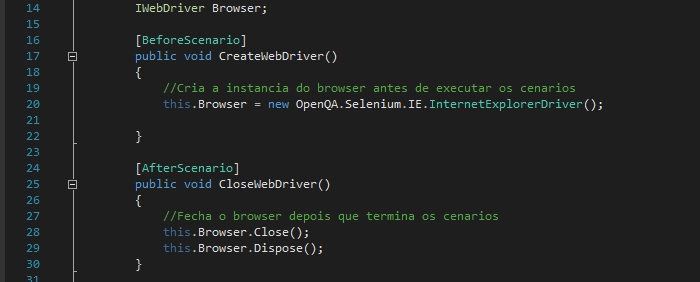 14 IWebDriver Browser;
15
16 [BeforeScenario]
17 public void CreateWebDriver()
18 {
19 //Cria a instancia do browser antes de executar os cenarios
20 this.Browser = new OpenQA.Selenium.IE.InternetExplorerDriver();
21
22 }
23
24 [AfterScenario]
25 public void CloseWebDriver()
26 {
27 //Fecha o browser depois que termina os cenarios
28 this.Browser.Close();
29 this.Browser.Dispose();
30 }
31